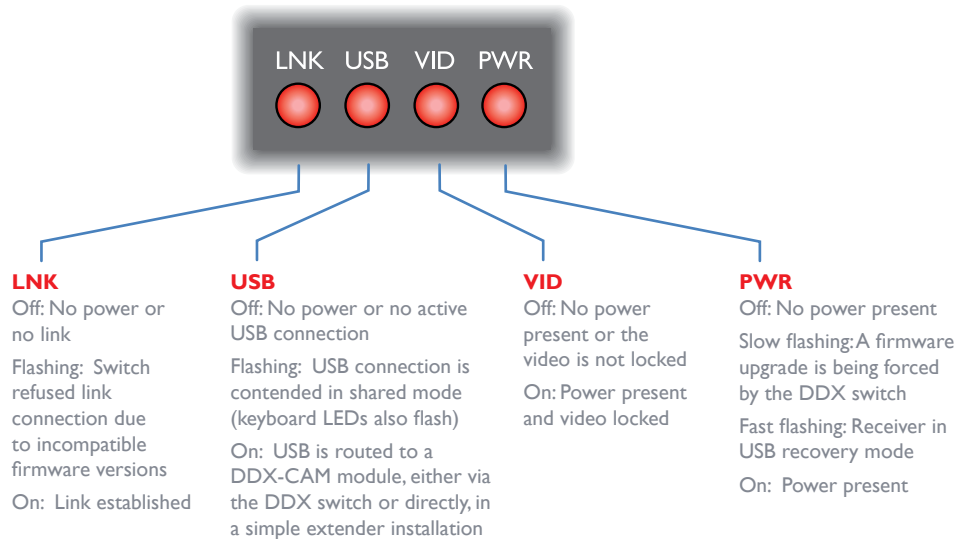 LNK USB VID PWR
LNK
Off: No power or
no link
Flashing: Switch
refused link
connection due
to incompatible
firmware versions
On: Link established
USB
Off: No power or no active
USB connection
Flashing: USB connection is
contended in shared mode
(keyboard LEDs also flash)
On: USB is routed to a
DDX-CAM module, either via
the DDX switch or directly, in
a simple extender installation
VID
Off: No power
present or the
video is not locked
On: Power present
and video locked
PWR
Off: No power present
Slow flashing: A firmware
upgrade is being forced
by the DDX switch
Fast flashing: Receiver in
USB recovery mode
On: Power present